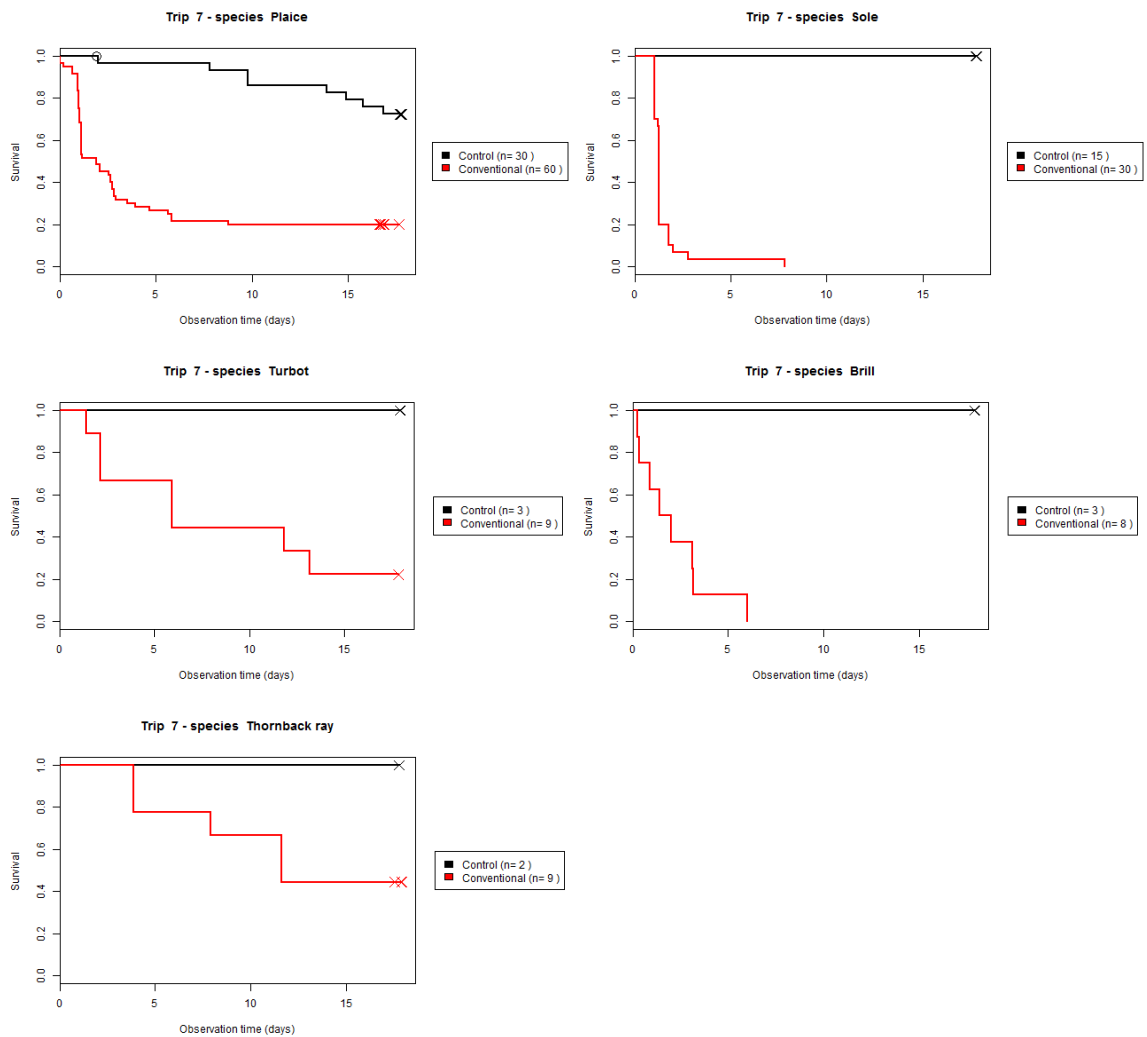 Trip 7 - species Plaice
Survival
0.0 0.2 0.4 0.6 0.8 1.0
0 5 10 15
Observation time (days)
Control (n= 30 )
Conventional (n= 60 )
Trip 7 - species Sole
Survival
0.0 0.2 0.4 0.6 0.8 1.0
0 5 10 15
Observation time (days)
Control (n= 15 )
Conventional (n= 30 )
Trip 7 - species Turbot
Survival
0.0 0.2 0.4 0.6 0.8 1.0
0 5 10 15
Observation time (days)
Control (n= 3 )
Conventional (n= 9 )
Trip 7 - species Brill
Survival
0.0 0.2 0.4 0.6 0.8 1.0
0 5 10 15
Observation time (days)
Control (n= 3 )
Conventional (n= 8 )
Trip 7 - species Thornback ray
Survival
0.0 0.2 0.4 0.6 0.8 1.0
0 5 10 15
Observation time (days)
Control (n= 2 )
Conventional (n= 9 )